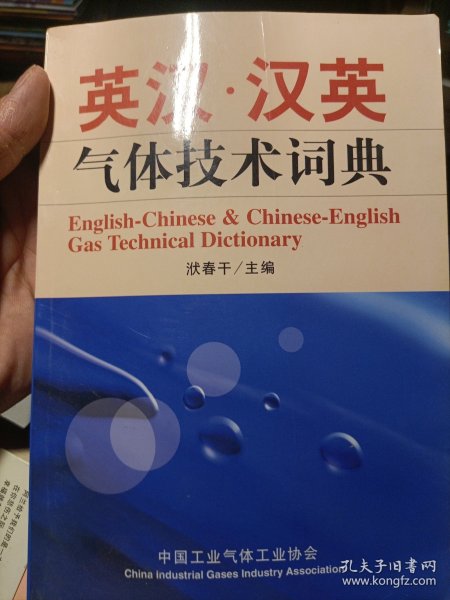 英汉·汉英
气体技术词典
English-Chinese & Chinese-English
Gas Technical Dictionary
洑春干/主编
中国工业气体工业协会
China Industrial Gases Industry Association
孔夫子旧书网
www.kongfz.com